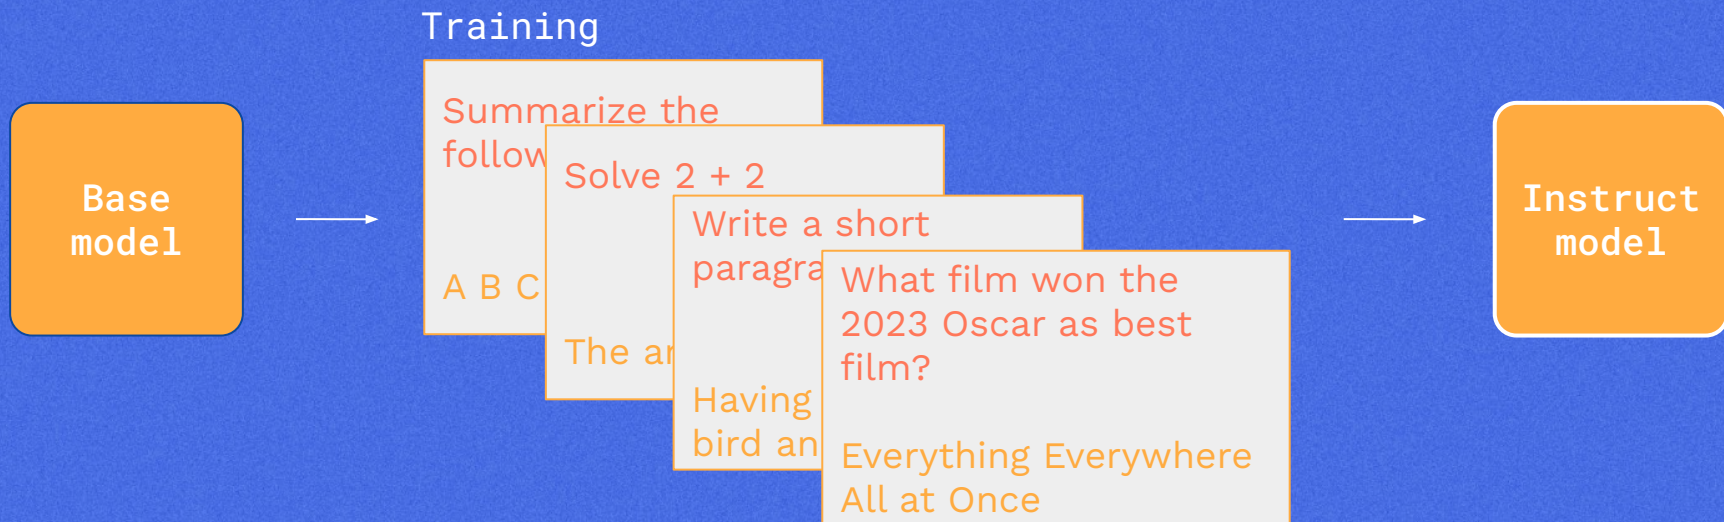 Training
Base
model
Summarize the
follow
A B C
Solve 2 + 2
The ar
Write a short
paragra
Having
bird an
What film won the
2023 Oscar as best
film?
Everything Everywhere
All at Once
Instruct
model